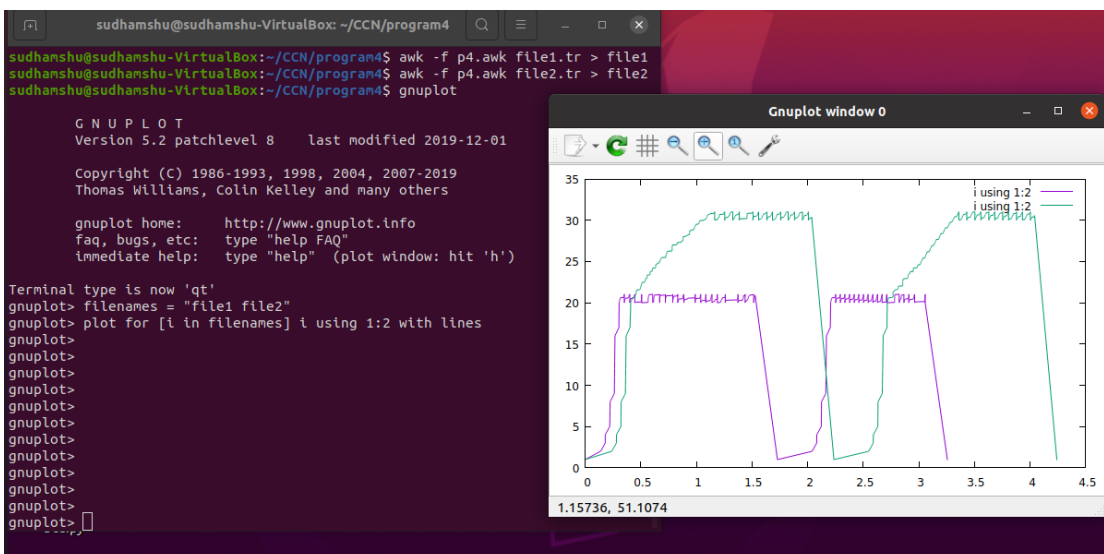 sudhamshu@sudhamshu-VirtualBox: ~/CCN/program4
sudhamshu@sudhamshu-VirtualBox:~/CCN/program4$ awk -f p4.awk file1.tr > file1
sudhamshu@sudhamshu-VirtualBox:~/CCN/program4$ awk -f p4.awk file2.tr > file2
sudhamshu@sudhamshu-VirtualBox:~/CCN/program4$ gnuplot
G N U P L O T
Version 5.2 patchlevel 8    last modified 2019-12-01
Copyright (C) 1986-1993, 1998, 2004, 2007-2019
Thomas Williams, Colin Kelley and many others
gnuplot home:     http://www.gnuplot.info
faq, bugs, etc:   type "help FAQ"
immediate help:   type "help"  (plot window: hit 'h')
Terminal type is now 'qt'
gnuplot> filenames = "file1 file2"
gnuplot> plot for [i in filenames] i using 1:2 with lines
gnuplot>
gnuplot>
gnuplot>
gnuplot>
gnuplot>
gnuplot>
gnuplot>
gnuplot>
gnuplot>
gnuplot>
gnuplot>
gnuplot>
Gnuplot window 0
35
30
25
20
15
10
5
0
i using 1:2
i using 1:2
0 0.5 1 1.5 2 2.5 3 3.5 4 4.5
1.15736, 51.1074